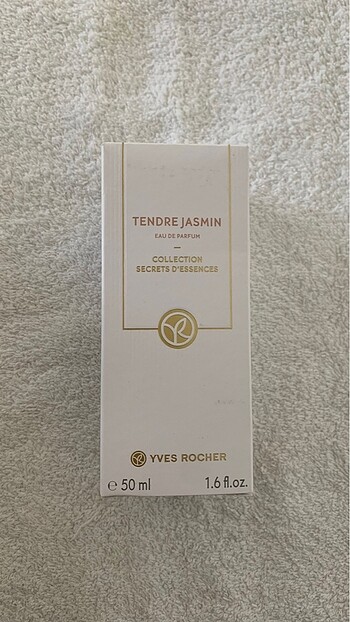 TENDRE JASMIN
EAU DE PARFUM
COLLECTION
SECRETS D'ESSENCES
YVES ROCHER
℮ 50 ml 1.6 fl.oz.